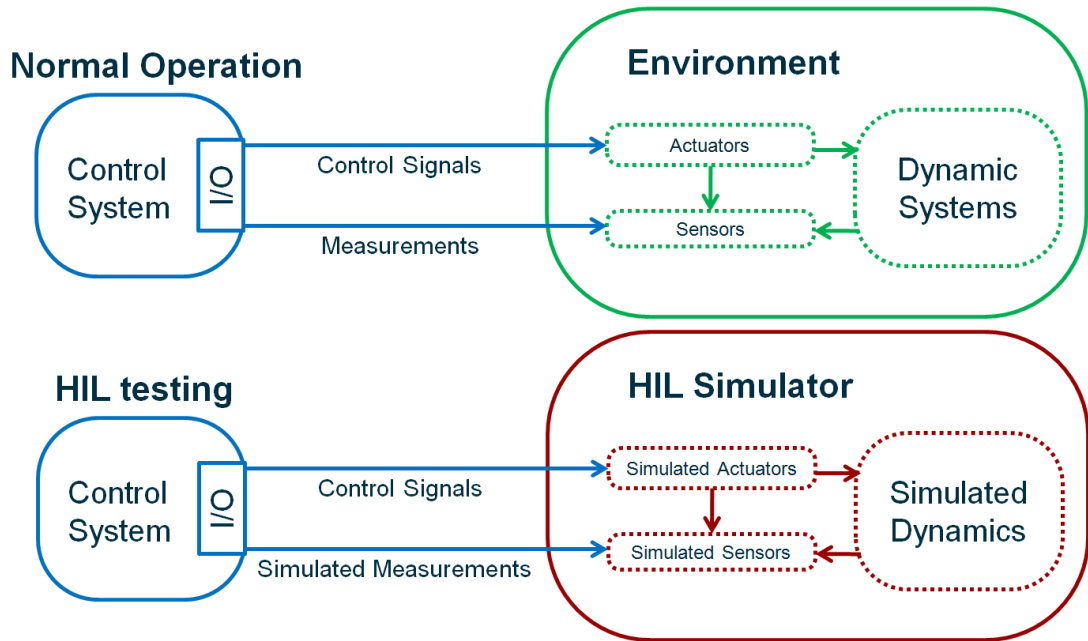 Normal Operation
Environment
Control
System
I/O
Control Signals
Measurements
Actuators
Sensors
Dynamic
Systems
HIL testing
HIL Simulator
Control
System
I/O
Control Signals
Simulated Measurements
Simulated Actuators
Simulated Sensors
Simulated
Dynamics